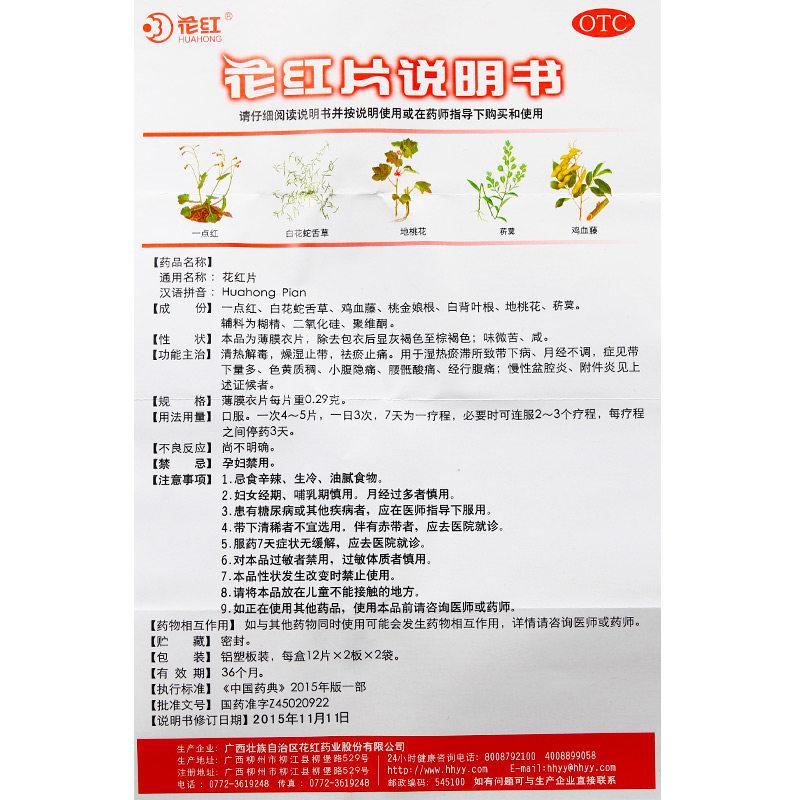 花红®
HUAHONG
OTC
花红片说明书
请仔细阅读说明书并按说明使用或在药师指导下购买和使用
一点红 白花蛇舌草 地桃花 菥蓂 鸡血藤
【药品名称】
通用名称：花红片
汉语拼音：Huahong Pian
【成 份】一点红、白花蛇舌草、鸡血藤、桃金娘根、白背叶根、地桃花、菥蓂。
辅料为糊精、二氧化硅、聚维酮。
【性 状】本品为薄膜衣片，除去包衣后显灰褐色至棕褐色；味微苦、咸。
【功能主治】清热解毒，燥湿止带，祛瘀止痛。用于湿热瘀滞所致带下病、月经不调，症见带
下量多、色黄质稠、小腹隐痛、腰骶酸痛、经行腹痛；慢性盆腔炎、附件炎见上
述证候者。
【规 格】薄膜衣片每片重0.29克。
【用法用量】口服。一次4～5片，一日3次，7天为一疗程，必要时可连服2～3个疗程，每疗程
之间停药3天。
【不良反应】尚不明确。
【禁 忌】孕妇禁用。
【注意事项】1.忌食辛辣、生冷、油腻食物。
2.妇女经期、哺乳期慎用。月经过多者慎用。
3.患有糖尿病或其他疾病者，应在医师指导下服用。
4.带下清稀者不宜选用，伴有赤带者，应去医院就诊。
5.服药7天症状无缓解，应去医院就诊。
6.对本品过敏者禁用，过敏体质者慎用。
7.本品性状发生改变时禁止使用。
8.请将本品放在儿童不能接触的地方。
9.如正在使用其他药品，使用本品前请咨询医师或药师。
【药物相互作用】如与其他药物同时使用可能会发生药物相互作用，详情请咨询医师或药师。
【贮 藏】密封。
【包 装】铝塑板装，每盒12片×2板×2袋。
【有 效 期】36个月。
【执行标准】《中国药典》2015年版一部
【批准文号】国药准字Z45020922
【说明书修订日期】2015年11月11日
生产企业：广西壮族自治区花红药业股份有限公司
生产地址：广西柳州市柳江县柳堡路529号
注册地址：广西柳州市柳江县柳堡路529号
电话：0772-3619248 传真：0772-3619248
24小时健康咨询电话：8008792100 4008899058
http://www.hhyy.com E-mail:hhyy@hhyy.com
邮政编码：545100 如有问题可与生产企业直接联系